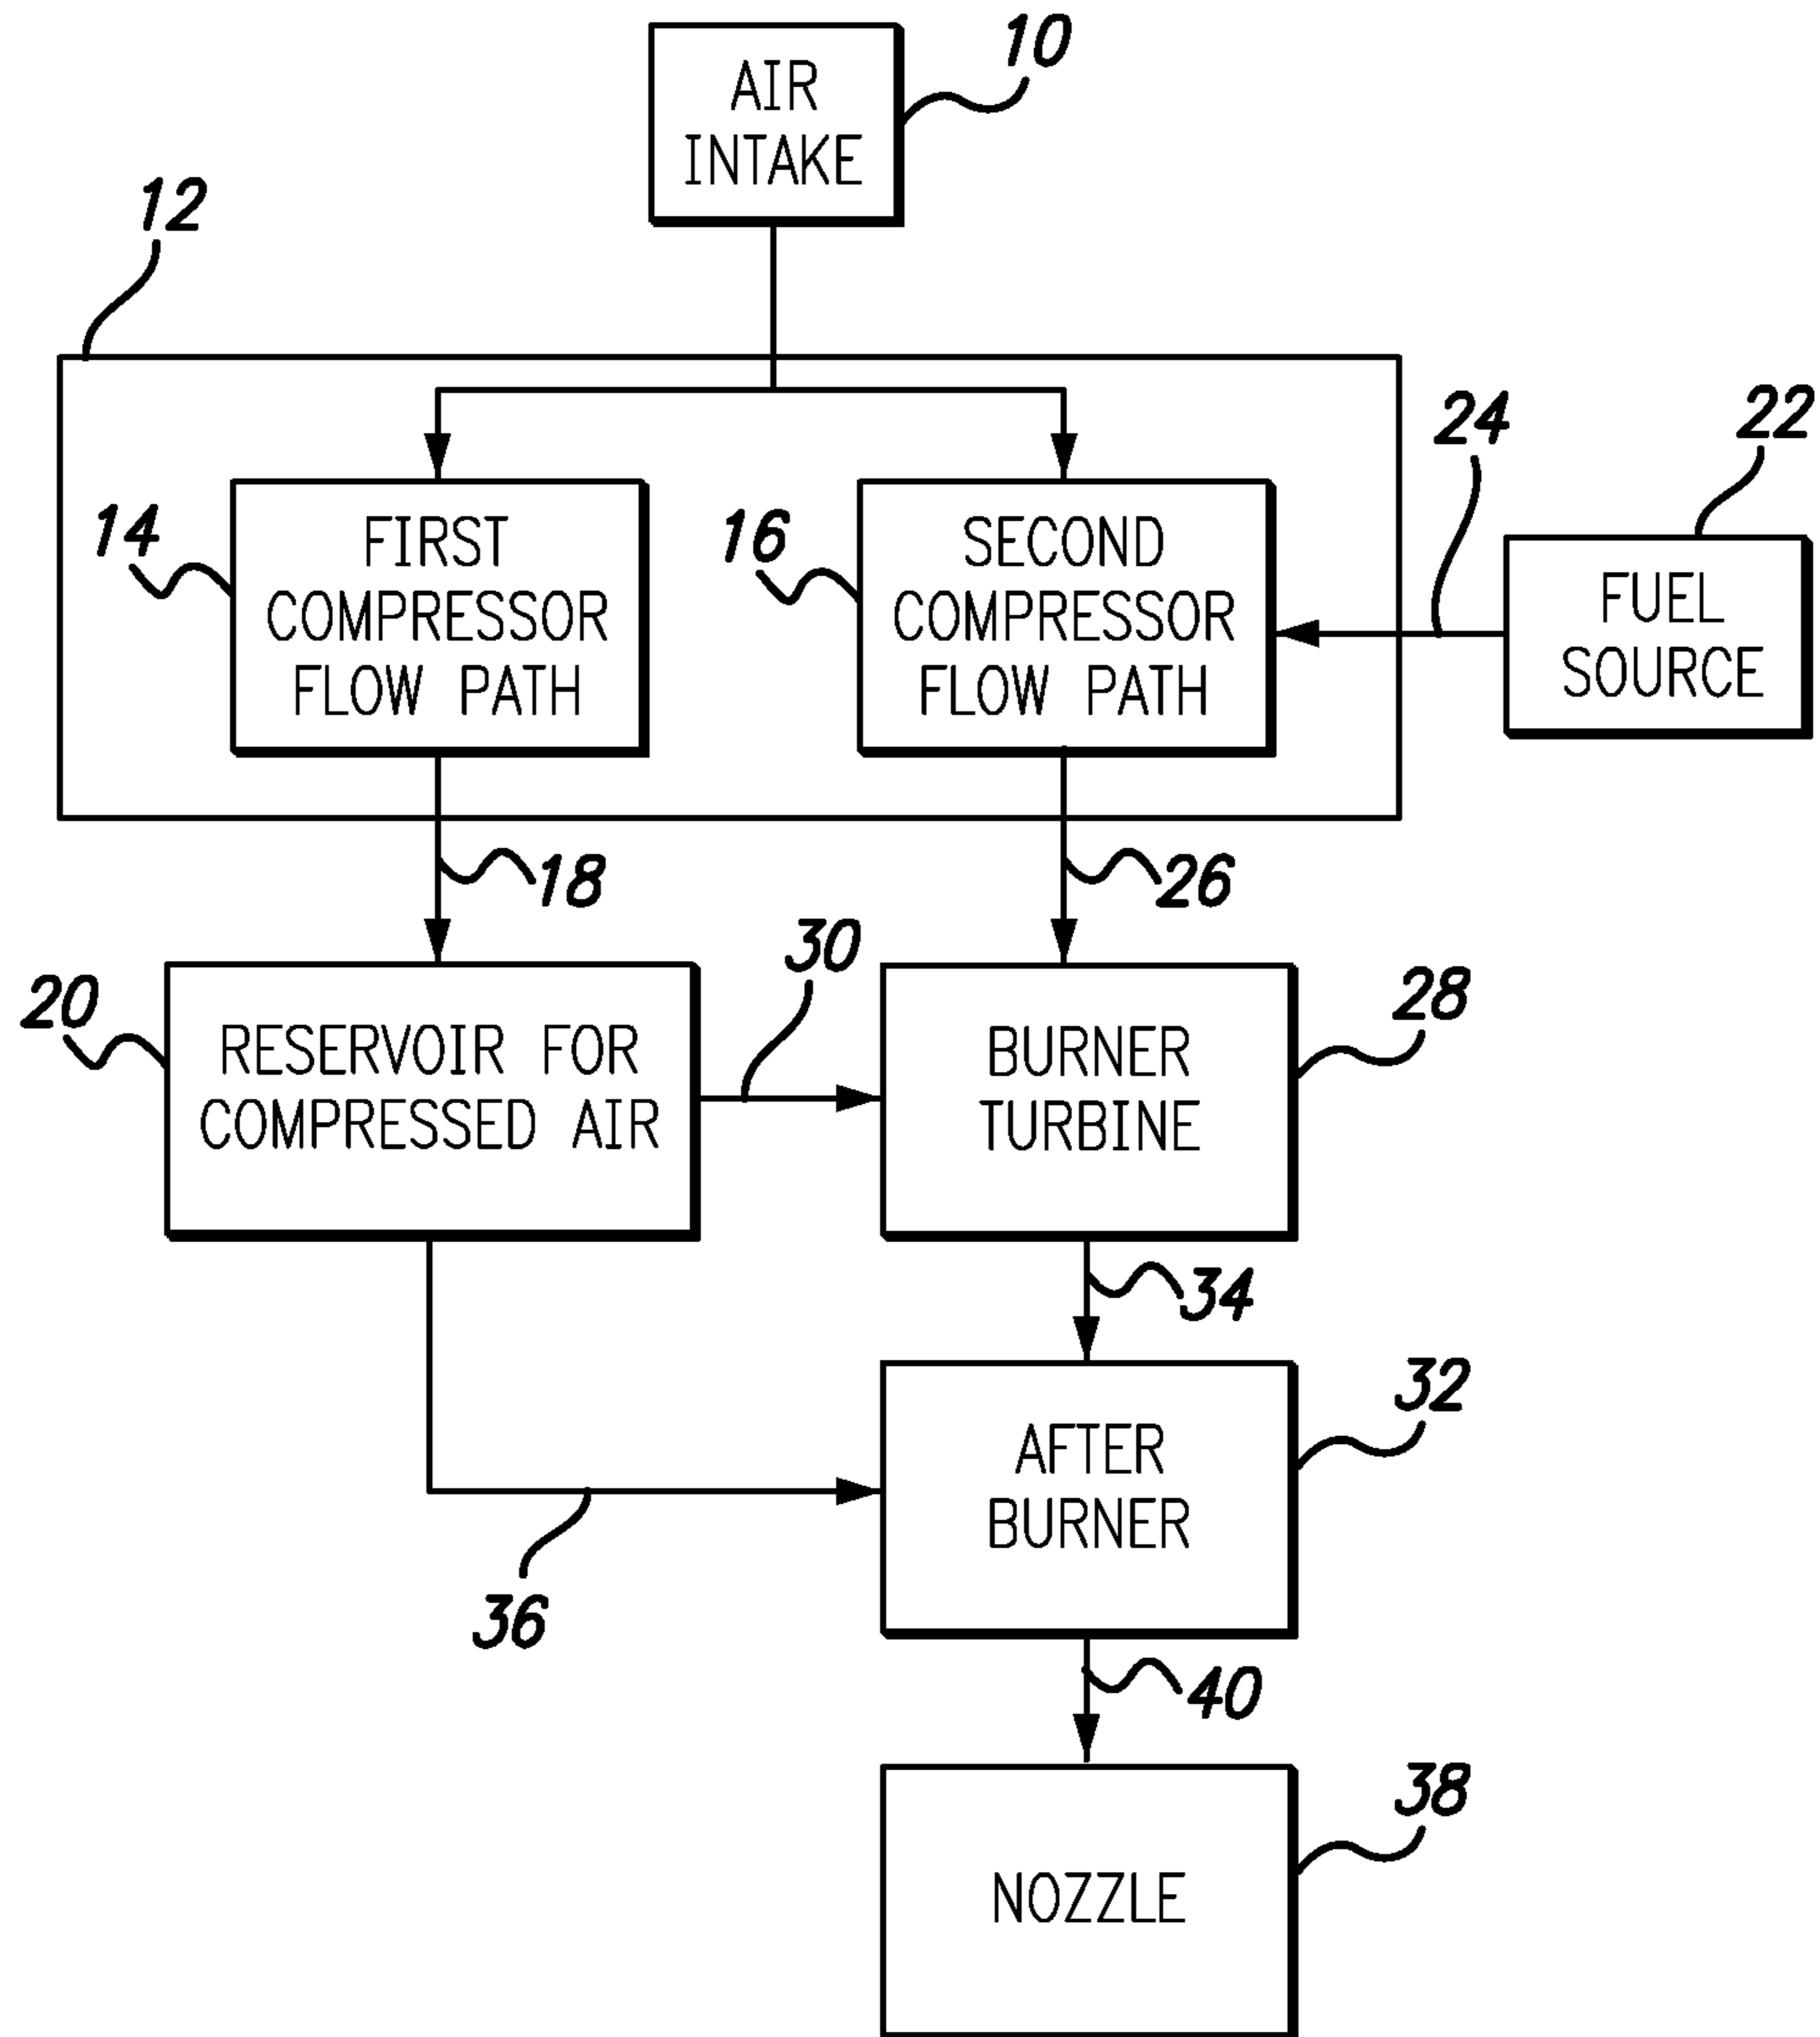 10
AIR
INTAKE
12
24
22
14
FIRST
COMPRESSOR
FLOW PATH
16
SECOND
COMPRESSOR
FLOW PATH
FUEL
SOURCE
18
26
30
20
RESERVOIR FOR
COMPRESSED AIR
BURNER
TURBINE
28
34
AFTER
BURNER
32
36
40
NOZZLE
38